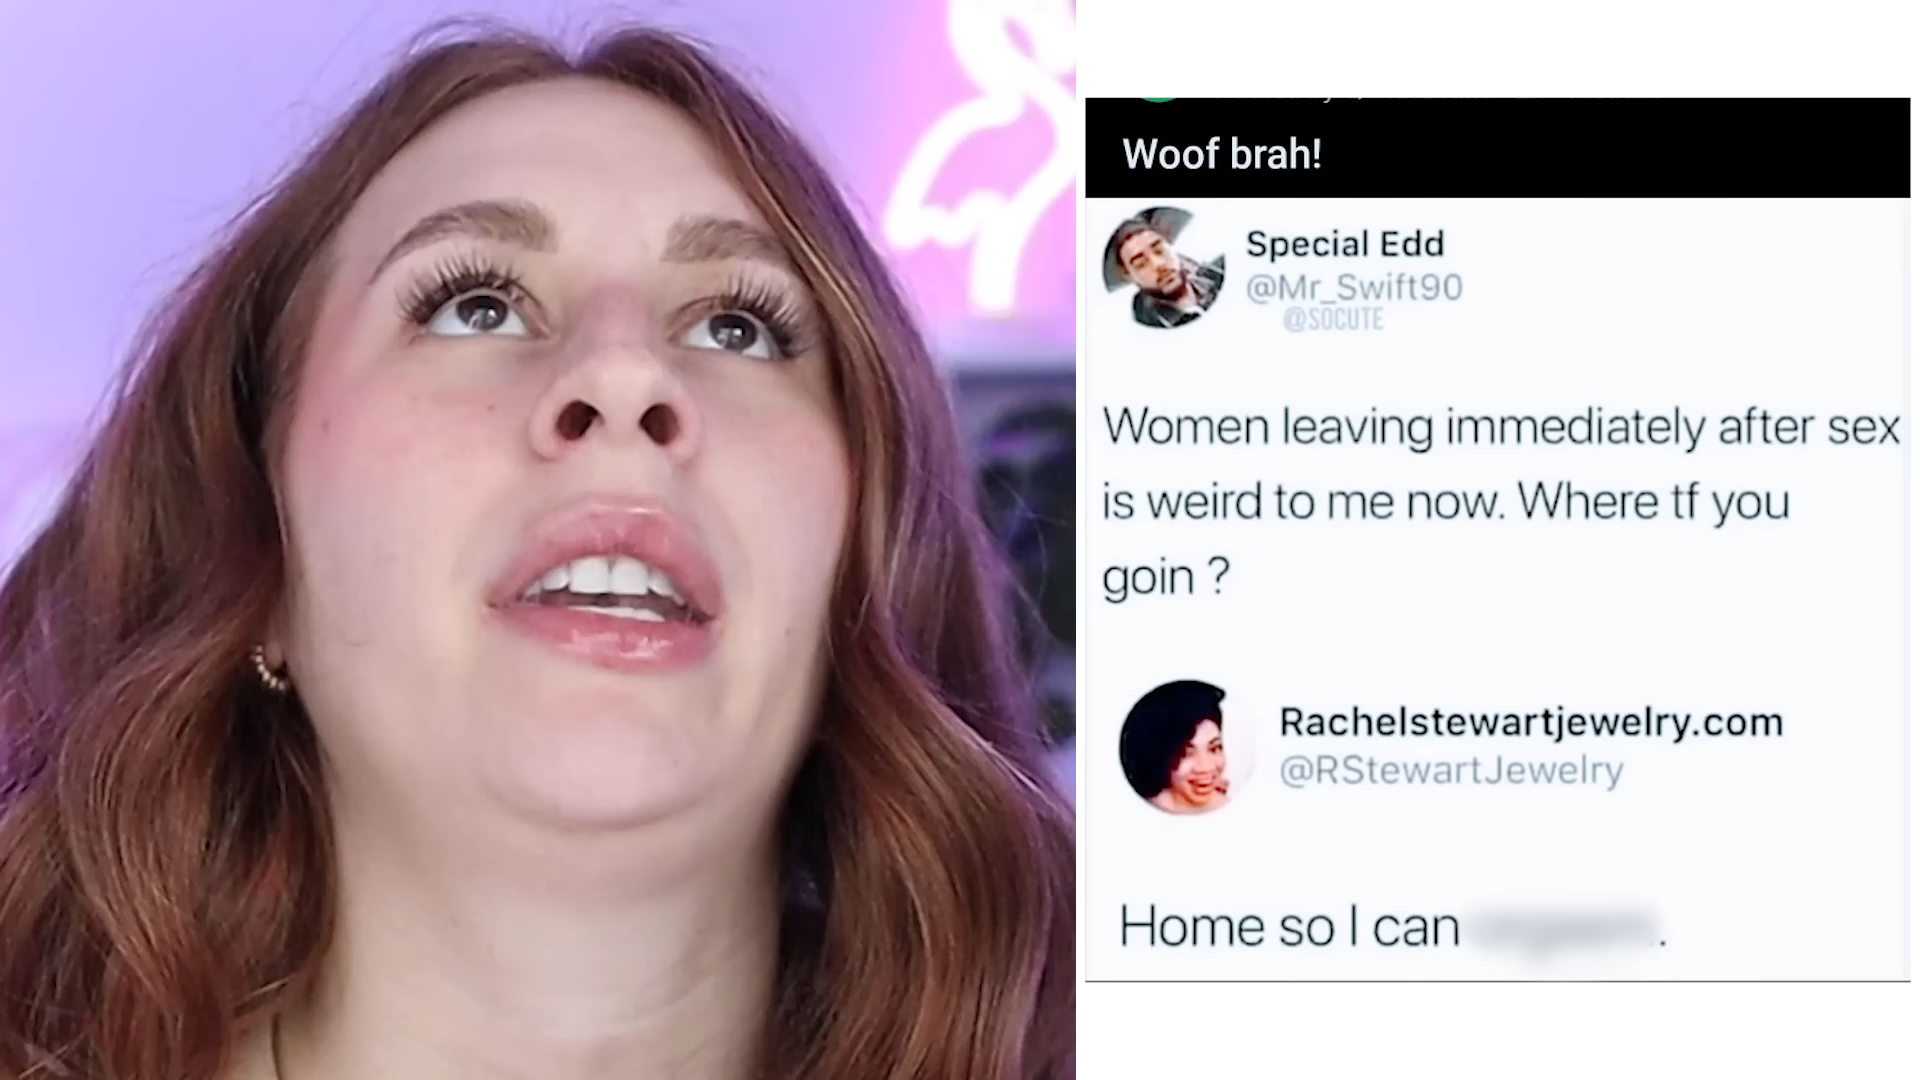 Woof brah!
Special Edd
@Mr_Swift90
@SOCUTE
Women leaving immediately after sex
is weird to me now. Where tf you
goin ?
Rachelstewartjewelry.com
@RStewartJewelry
Home so I can .